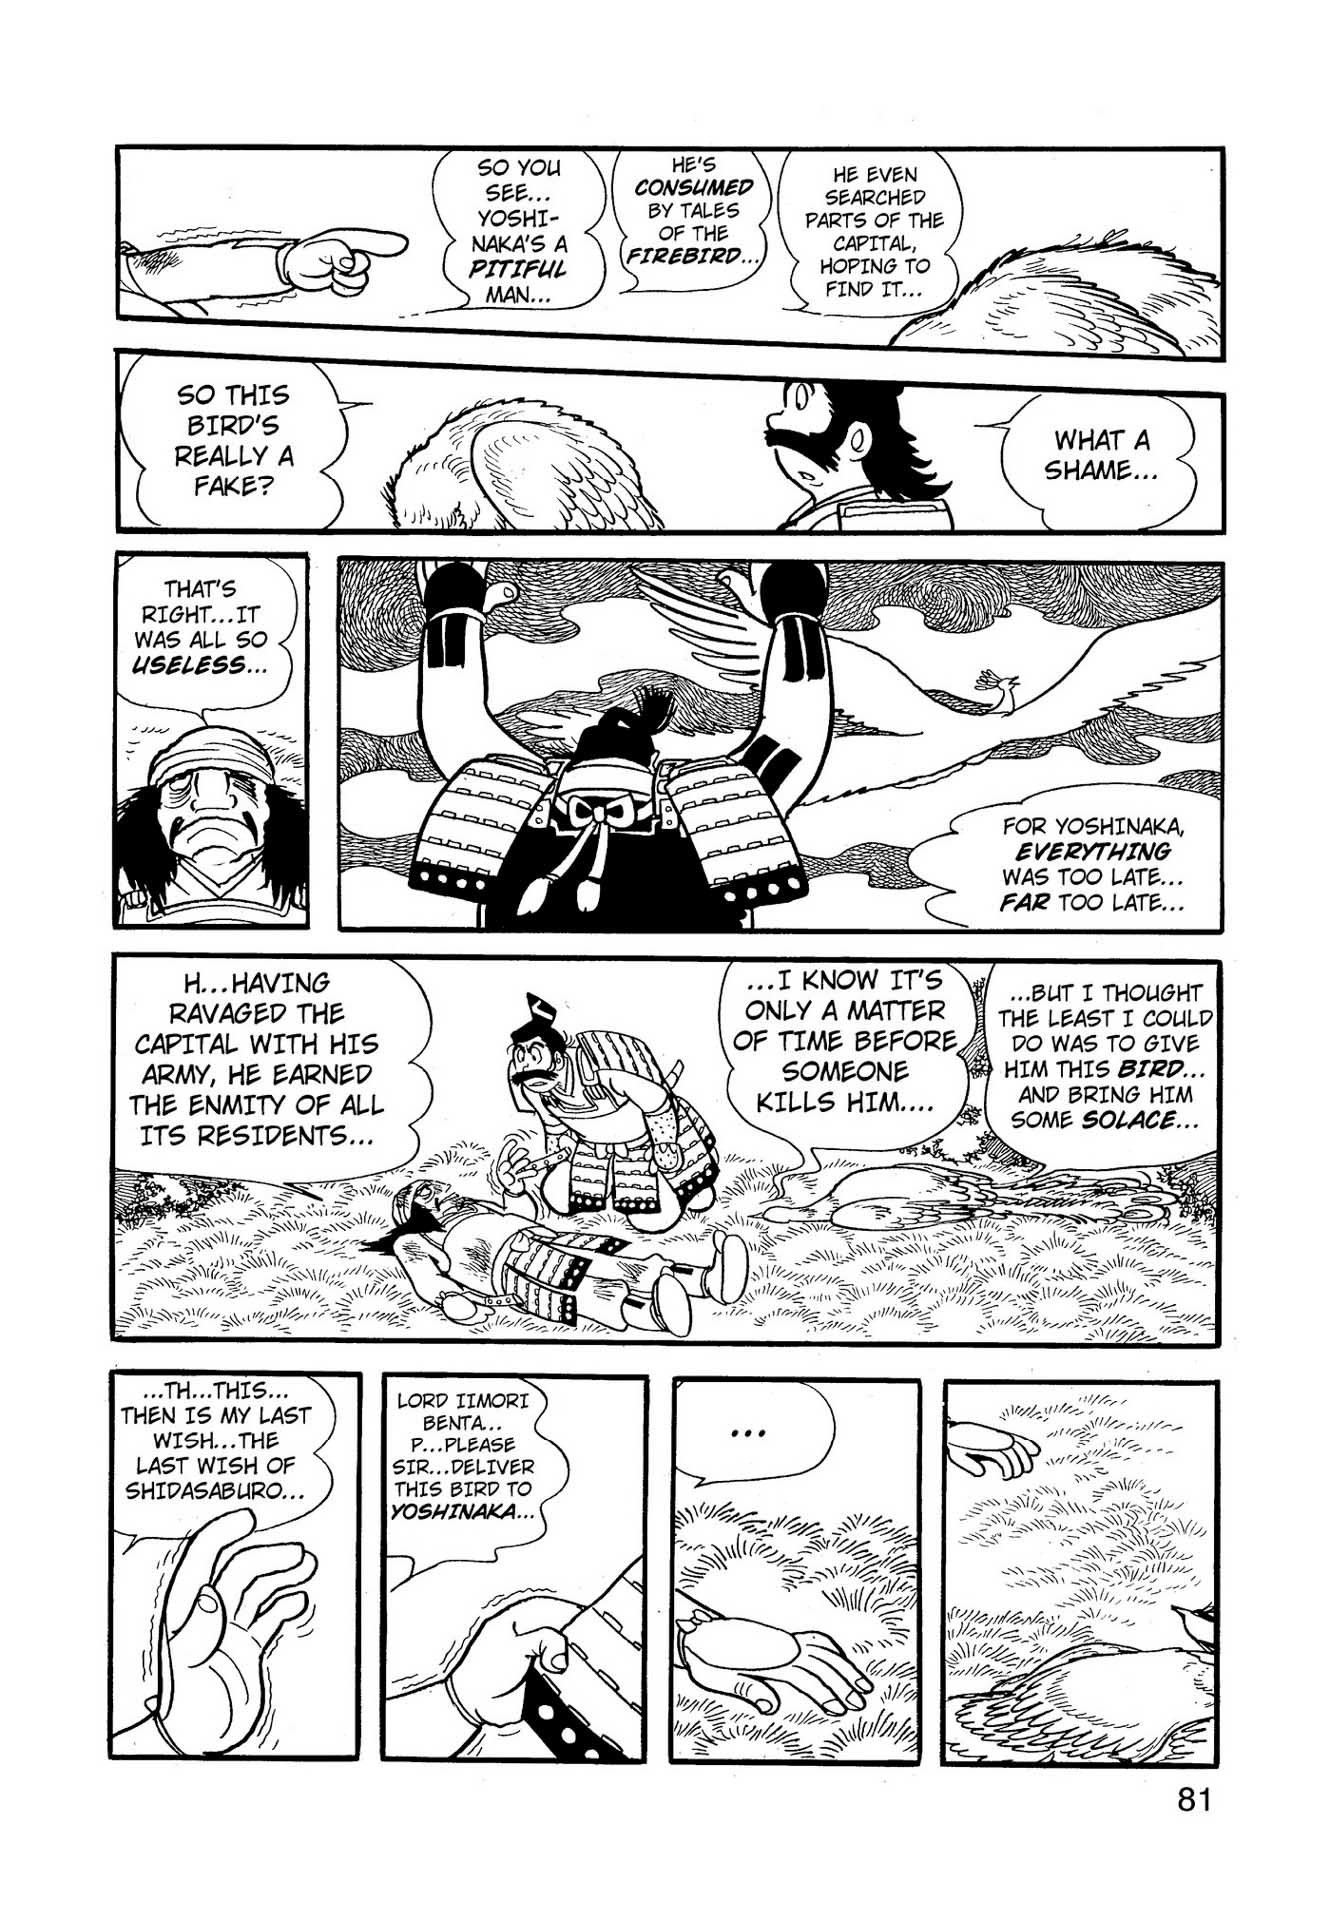 SO YOU
SEE...
YOSHI-
NAKA'S A
PITIFUL
MAN...
HE'S
CONSUMED
BY TALES
OF THE
FIREBIRD...
HE EVEN
SEARCHED
PARTS OF THE
CAPITAL,
HOPING TO
FIND IT...
SO THIS
BIRD'S
REALLY A
FAKE?
WHAT A
SHAME...
THAT'S
RIGHT...IT
WAS ALL SO
USELESS...
FOR YOSHINAKA,
EVERYTHING
WAS TOO LATE...
FAR TOO LATE...
H...HAVING
RAVAGED THE
CAPITAL WITH HIS
ARMY, HE EARNED
THE ENMITY OF ALL
ITS RESIDENTS...
...I KNOW IT'S
ONLY A MATTER
OF TIME BEFORE
SOMEONE
KILLS HIM....
...BUT I THOUGHT
THE LEAST I COULD
DO WAS TO GIVE
HIM THIS BIRD...
AND BRING HIM
SOME SOLACE...
...TH...THIS...
THEN IS MY LAST
WISH...THE
LAST WISH OF
SHIDASABURO...
LORD IIMORI
BENTA...
P...PLEASE
SIR...DELIVER
THIS BIRD TO
YOSHINAKA...
...
81